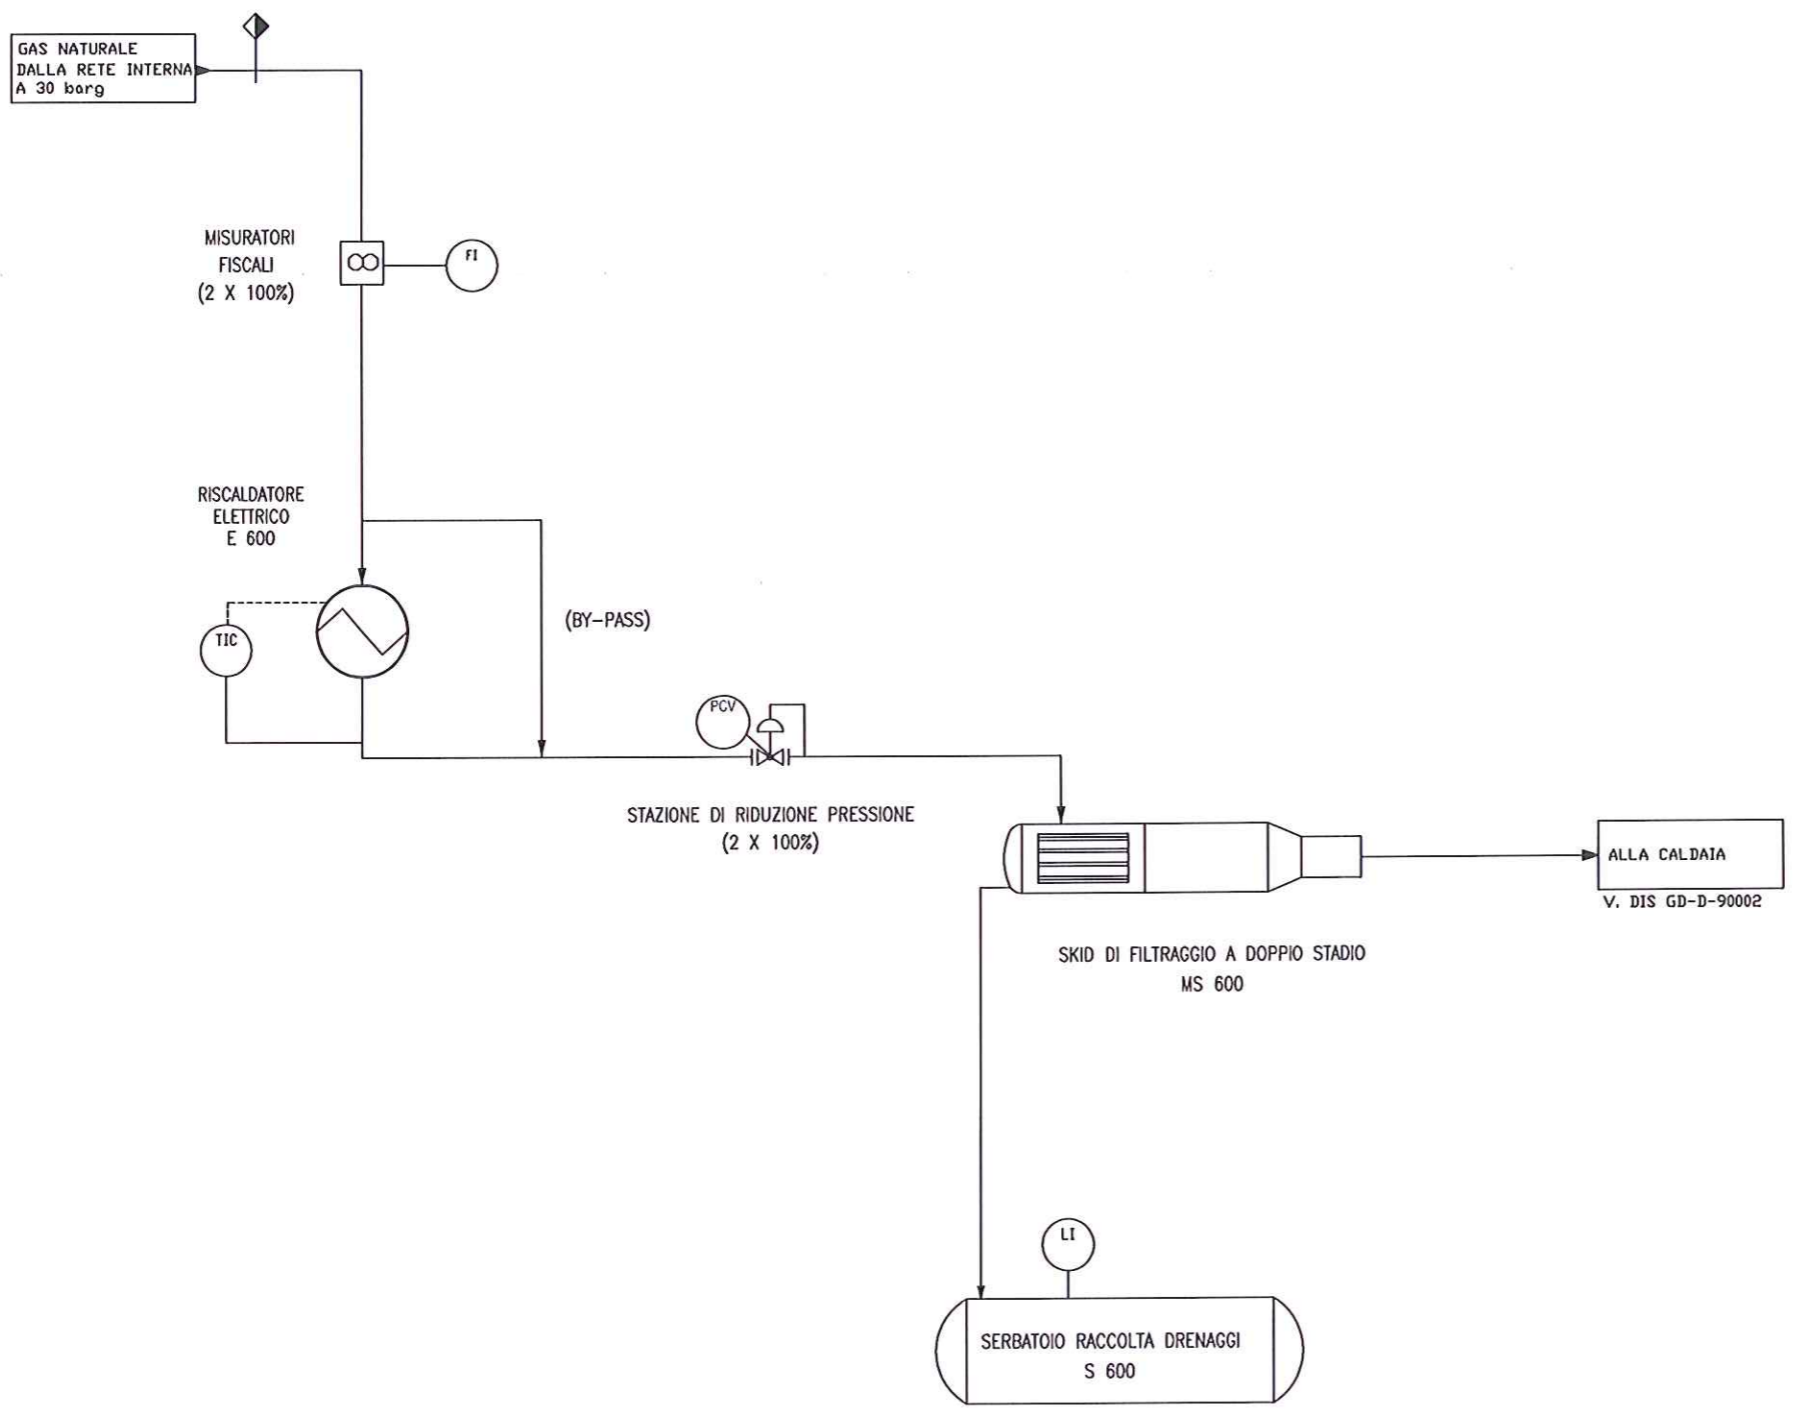 GAS NATURALE
DALLA RETE INTERNA
A 30 barg
MISURATORI
FISCALI
(2 X 100%)
FI
RISCALDATORE
ELETTRICO
E 600
TIC
(BY-PASS)
PCV
STAZIONE DI RIDUZIONE PRESSIONE
(2 X 100%)
ALLA CALDAIA
V. DIS GD-D-90002
SKID DI FILTRAGGIO A DOPPIO STADIO
MS 600
LI
SERBATOIO RACCOLTA DRENAGGI
S 600